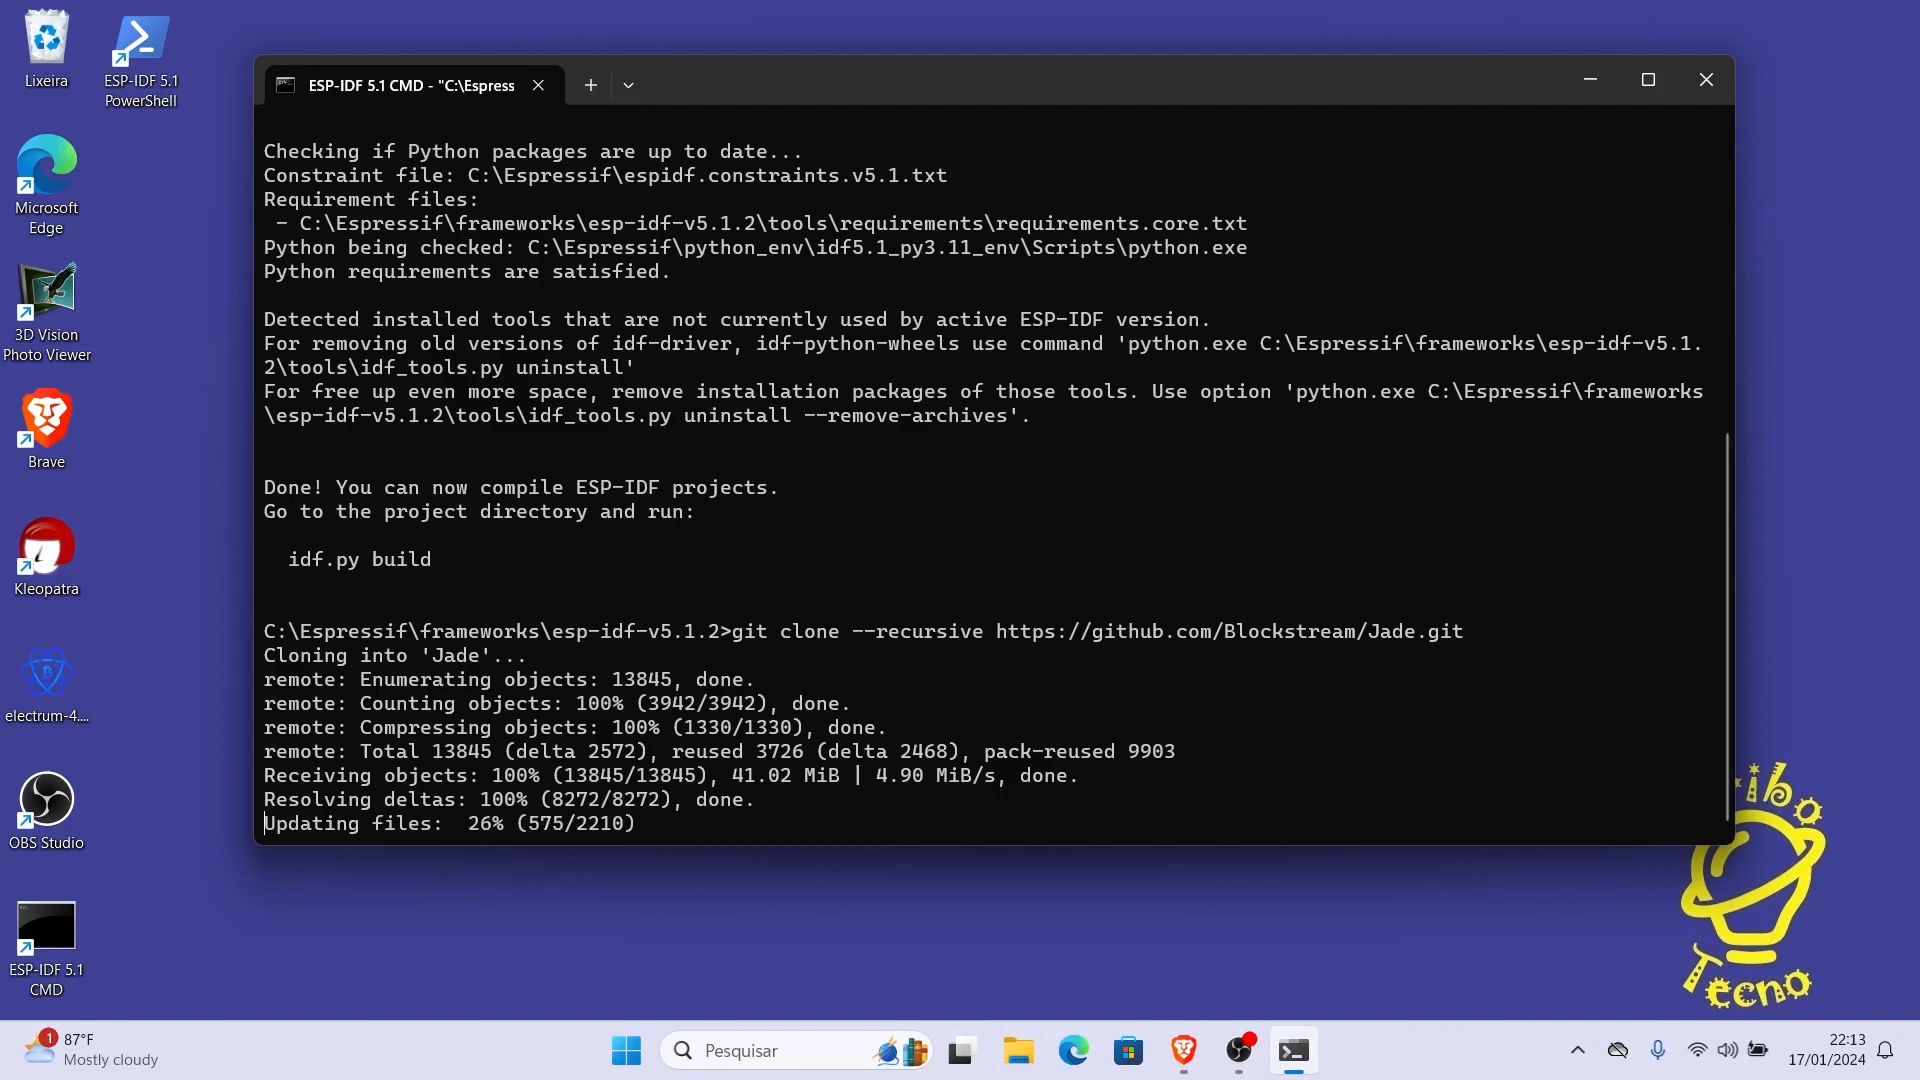 Lixeira
ESP-IDF 5.1
PowerShell
Microsoft
Edge
3D Vision
Photo Viewer
Brave
Kleopatra
electrum-4....
OBS Studio
ESP-IDF 5.1
CMD
ESP-IDF 5.1 CMD - "C:\Espress
Checking if Python packages are up to date...
Constraint file: C:\Espressif\espidf.constraints.v5.1.txt
Requirement files:
- C:\Espressif\frameworks\esp-idf-v5.1.2\tools\requirements\requirements.core.txt
Python being checked: C:\Espressif\python_env\idf5.1_py3.11_env\Scripts\python.exe
Python requirements are satisfied.
Detected installed tools that are not currently used by active ESP-IDF version.
For removing old versions of idf-driver, idf-python-wheels use command 'python.exe C:\Espressif\frameworks\esp-idf-v5.1.
2\tools\idf_tools.py uninstall'
For free up even more space, remove installation packages of those tools. Use option 'python.exe C:\Espressif\frameworks
\esp-idf-v5.1.2\tools\idf_tools.py uninstall --remove-archives'.
Done! You can now compile ESP-IDF projects.
Go to the project directory and run:
idf.py build
C:\Espressif\frameworks\esp-idf-v5.1.2>git clone --recursive https://github.com/Blockstream/Jade.git
Cloning into 'Jade'...
remote: Enumerating objects: 13845, done.
remote: Counting objects: 100% (3942/3942), done.
remote: Compressing objects: 100% (1330/1330), done.
remote: Total 13845 (delta 2572), reused 3726 (delta 2468), pack-reused 9903
Receiving objects: 100% (13845/13845), 41.02 MiB | 4.90 MiB/s, done.
Resolving deltas: 100% (8272/8272), done.
Updating files:  26% (575/2210)
ribo
Tecno
1
87°F
Mostly cloudy
Pesquisar
22:13
17/01/2024